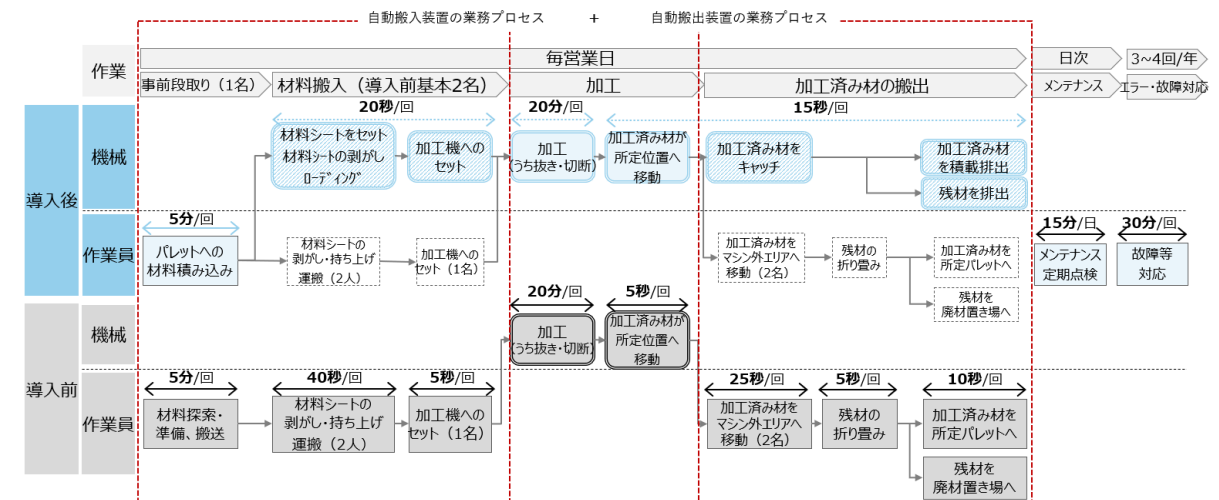 自動搬入装置の業務プロセス + 自動搬出装置の業務プロセス
作業
毎営業日
日次
3~4回/年
事前段取り（1名）
材料搬入（導入前基本2名）
加工
加工済み材の搬出
メンテナンス
エラー・故障対応
導入後
機械
20秒/回
20分/回
15秒/回
材料シートをセット
材料シートの剥がし
ローディング
加工機への
セット
加工
(うち抜き・切断)
加工済み材が
所定位置へ
移動
加工済み材を
キャッチ
加工済み材
を積載排出
残材を排出
作業員
5分/回
15分/日
30分/回
パレットへの
材料積み込み
材料シートの
剥がし・持ち上げ
運搬（2人）
加工機への
セット（1名）
加工済み材を
マシン外エリアへ
移動（2名）
残材の
折り畳み
加工済み材を
所定パレットへ
残材を
廃材置き場へ
メンテナンス
定期点検
故障等
対応
導入前
機械
20分/回
5秒/回
加工
(うち抜き・切断)
加工済み材が
所定位置へ
移動
作業員
5分/回
40秒/回
5秒/回
25秒/回
5秒/回
10秒/回
材料探索・
準備、搬送
材料シートの
剥がし・持ち上げ
運搬（2人）
加工機への
セット（1名）
加工済み材を
マシン外エリアへ
移動（2名）
残材の
折り畳み
加工済み材を
所定パレットへ
残材を
廃材置き場へ